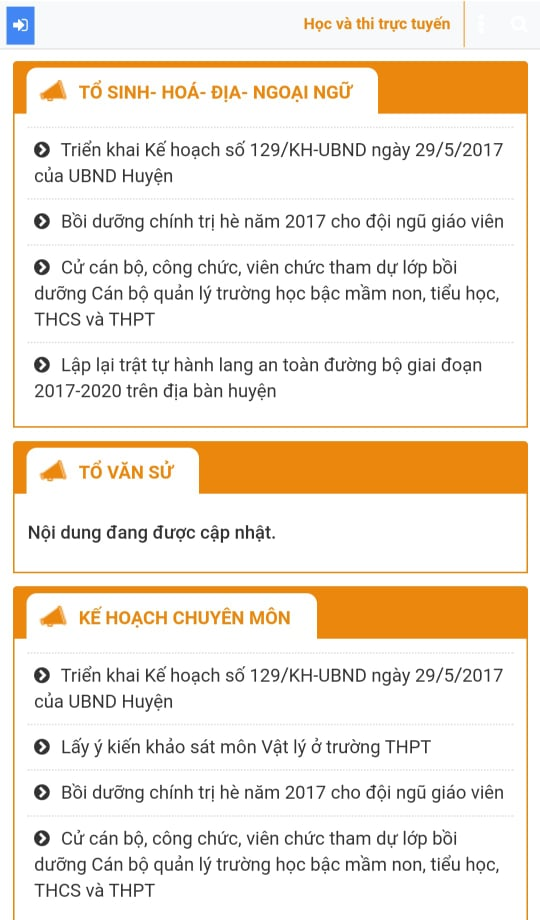 Học và thi trực tuyến
TỔ SINH- HOÁ- ĐỊA- NGOẠI NGỮ
Triển khai Kế hoạch số 129/KH-UBND ngày 29/5/2017
của UBND Huyện
Bồi dưỡng chính trị hè năm 2017 cho đội ngũ giáo viên
Cử cán bộ, công chức, viên chức tham dự lớp bồi
dưỡng Cán bộ quản lý trường học bậc mầm non, tiểu học,
THCS và THPT
Lập lại trật tự hành lang an toàn đường bộ giai đoạn
2017-2020 trên địa bàn huyện
TỔ VĂN SỬ
Nội dung đang được cập nhật.
KẾ HOẠCH CHUYÊN MÔN
Triển khai Kế hoạch số 129/KH-UBND ngày 29/5/2017
của UBND Huyện
Lấy ý kiến khảo sát môn Vật lý ở trường THPT
Bồi dưỡng chính trị hè năm 2017 cho đội ngũ giáo viên
Cử cán bộ, công chức, viên chức tham dự lớp bồi
dưỡng Cán bộ quản lý trường học bậc mầm non, tiểu học,
THCS và THPT